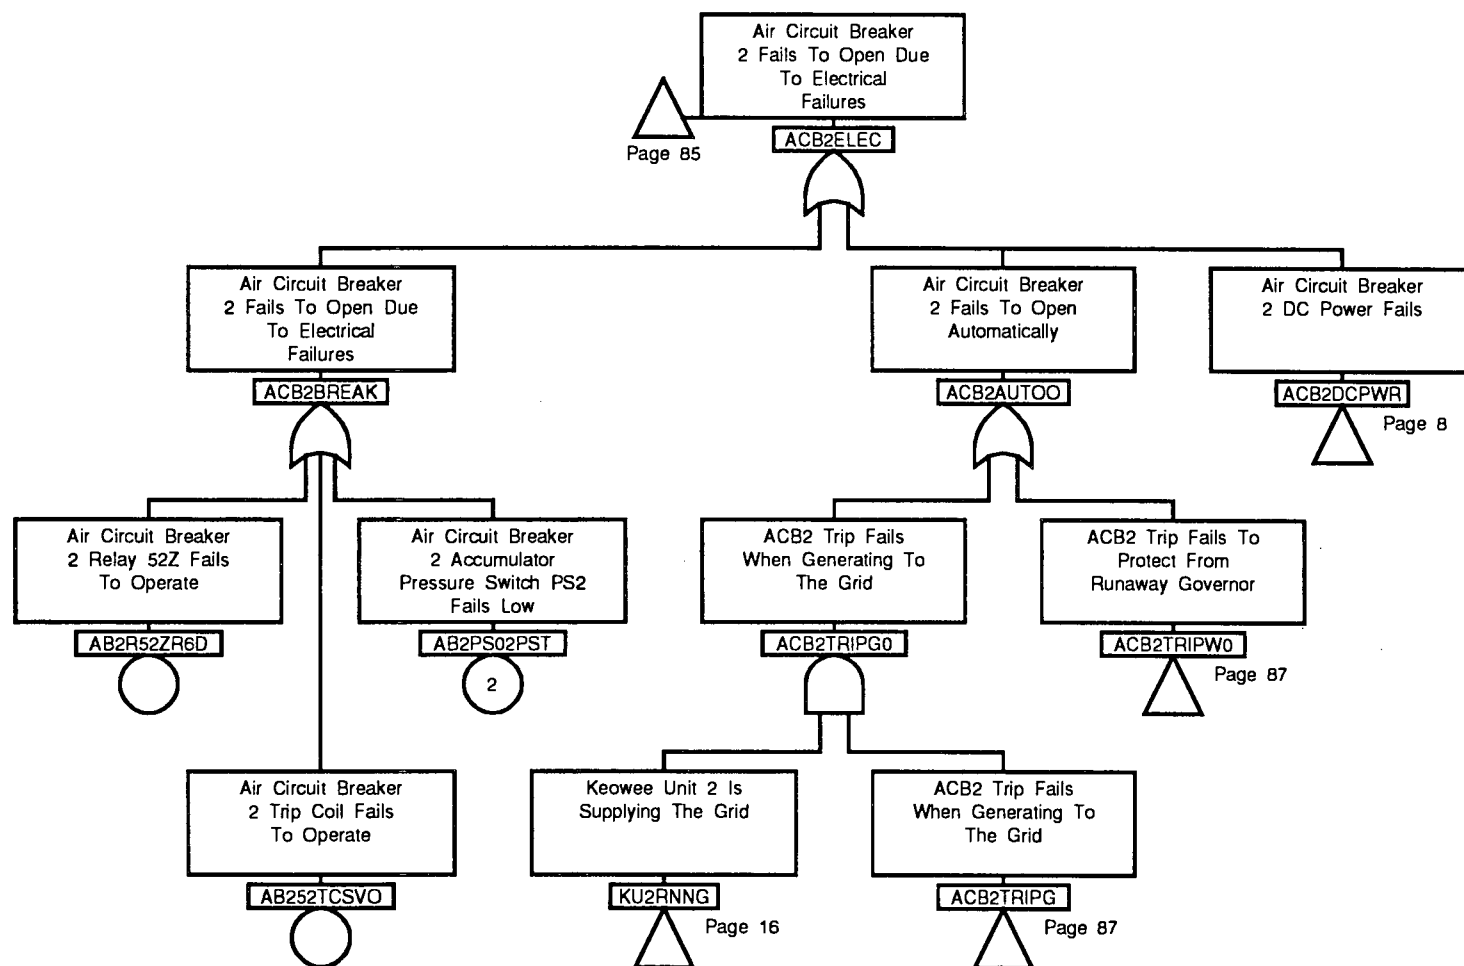 Air Circuit Breaker
2 Fails To Open Due
To Electrical
Failures
Page 85
ACB2ELEC
Air Circuit Breaker
2 Fails To Open Due
To Electrical
Failures
ACB2BREAK
Air Circuit Breaker
2 Fails To Open
Automatically
ACB2AUTOO
Air Circuit Breaker
2 DC Power Fails
ACB2DCPWR
Page 8
Air Circuit Breaker
2 Relay 52Z Fails
To Operate
AB2R52ZR6D
Air Circuit Breaker
2 Accumulator
Pressure Switch PS2
Fails Low
AB2PS02PST
2
ACB2 Trip Fails
When Generating To
The Grid
ACB2TRIPG0
ACB2 Trip Fails To
Protect From
Runaway Governor
ACB2TRIPW0
Page 87
Air Circuit Breaker
2 Trip Coil Fails
To Operate
AB252TCSVO
Keowee Unit 2 Is
Supplying The Grid
KU2RNNG
Page 16
ACB2 Trip Fails
When Generating To
The Grid
ACB2TRIPG
Page 87